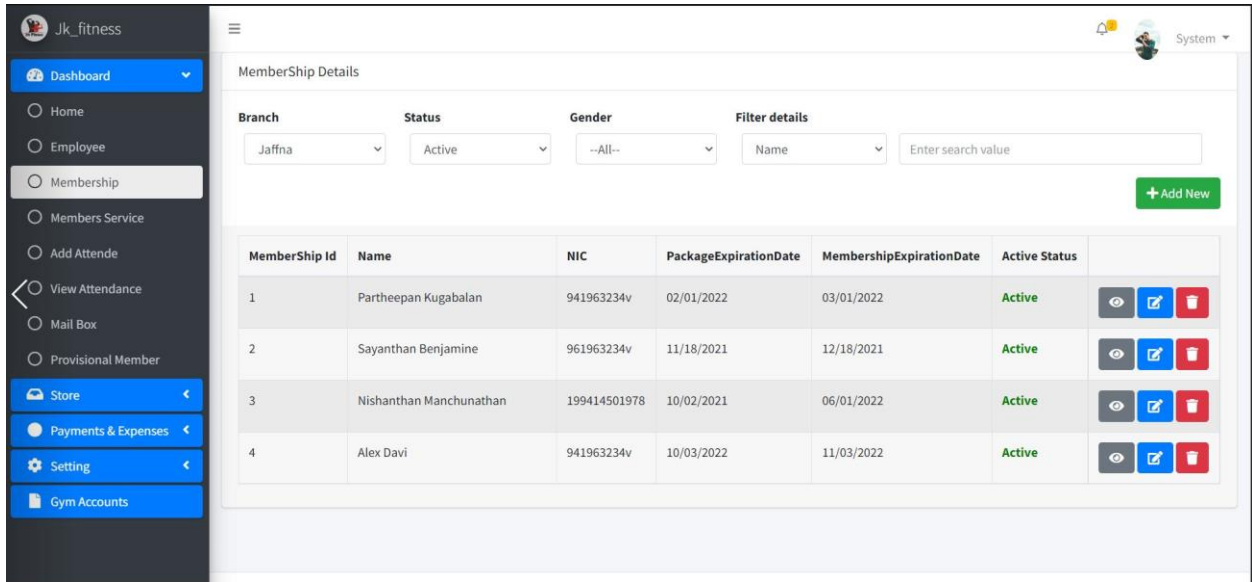 Jk_fitness
System
Dashboard
Home
Employee
Membership
Members Service
Add Attende
View Attendance
Mail Box
Provisional Member
Store
Payments & Expenses
Setting
Gym Accounts
MemberShip Details
Branch Status Gender Filter details
Jaffna Active --All-- Name Enter search value
Add New
MemberShip Id Name NIC PackageExpirationDate MembershipExpirationDate Active Status
1 Partheepan Kugabalan 941963234v 02/01/2022 03/01/2022 Active
2 Sayanthan Benjamine 961963234v 11/18/2021 12/18/2021 Active
3 Nishanthan Manchunathan 199414501978 10/02/2021 06/01/2022 Active
4 Alex Davi 941963234v 10/03/2022 11/03/2022 Active